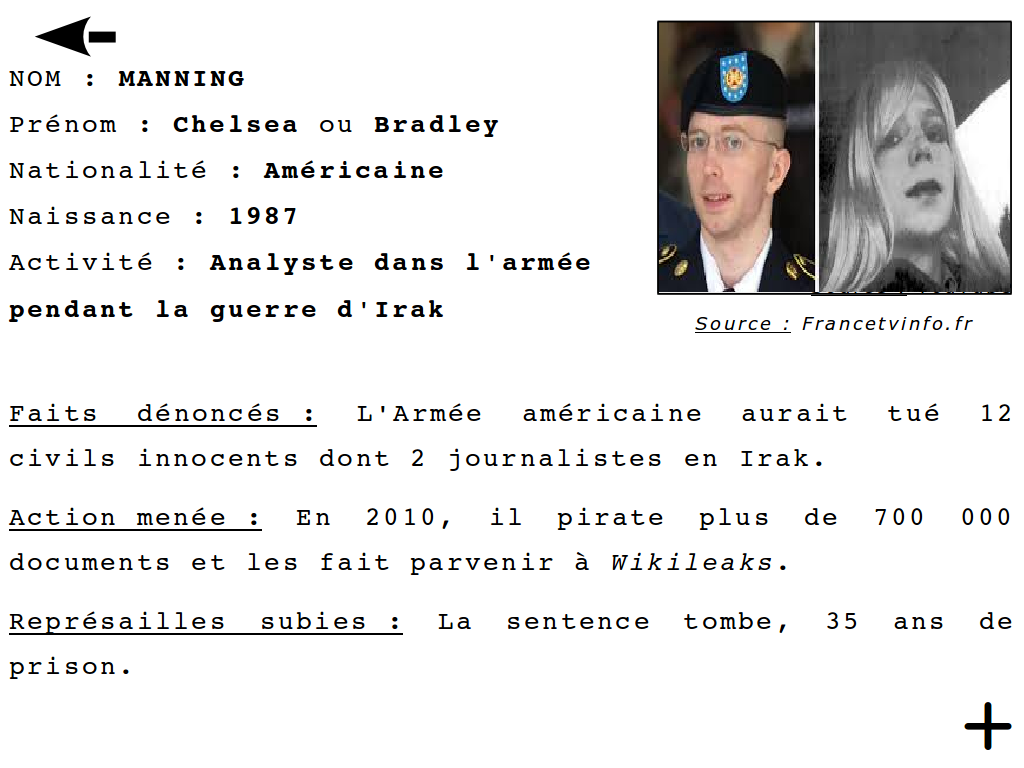 NOM : MANNING
Prénom : Chelsea ou Bradley
Nationalité : Américaine
Naissance : 1987
Activité : Analyste dans l'armée
pendant la guerre d'Irak
Source : Francetvinfo.fr
Faits dénoncés : L'Armée américaine aurait tué 12
civils innocents dont 2 journalistes en Irak.
Action menée : En 2010, il pirate plus de 700 000
documents et les fait parvenir à Wikileaks.
Représailles subies : La sentence tombe, 35 ans de
prison.